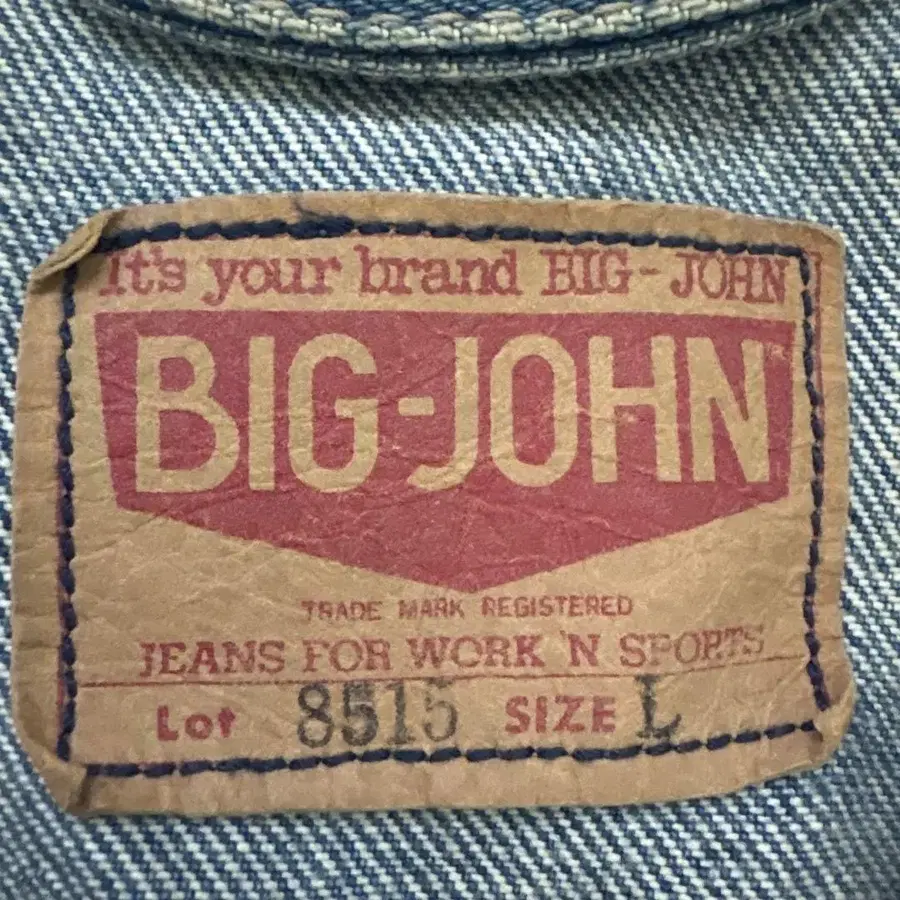 It's your brand BIG-JOHN
BIG-JOHN
TRADE MARK REGISTERED
JEANS FOR WORK 'N SPORTS
Lot 8515 SIZE L